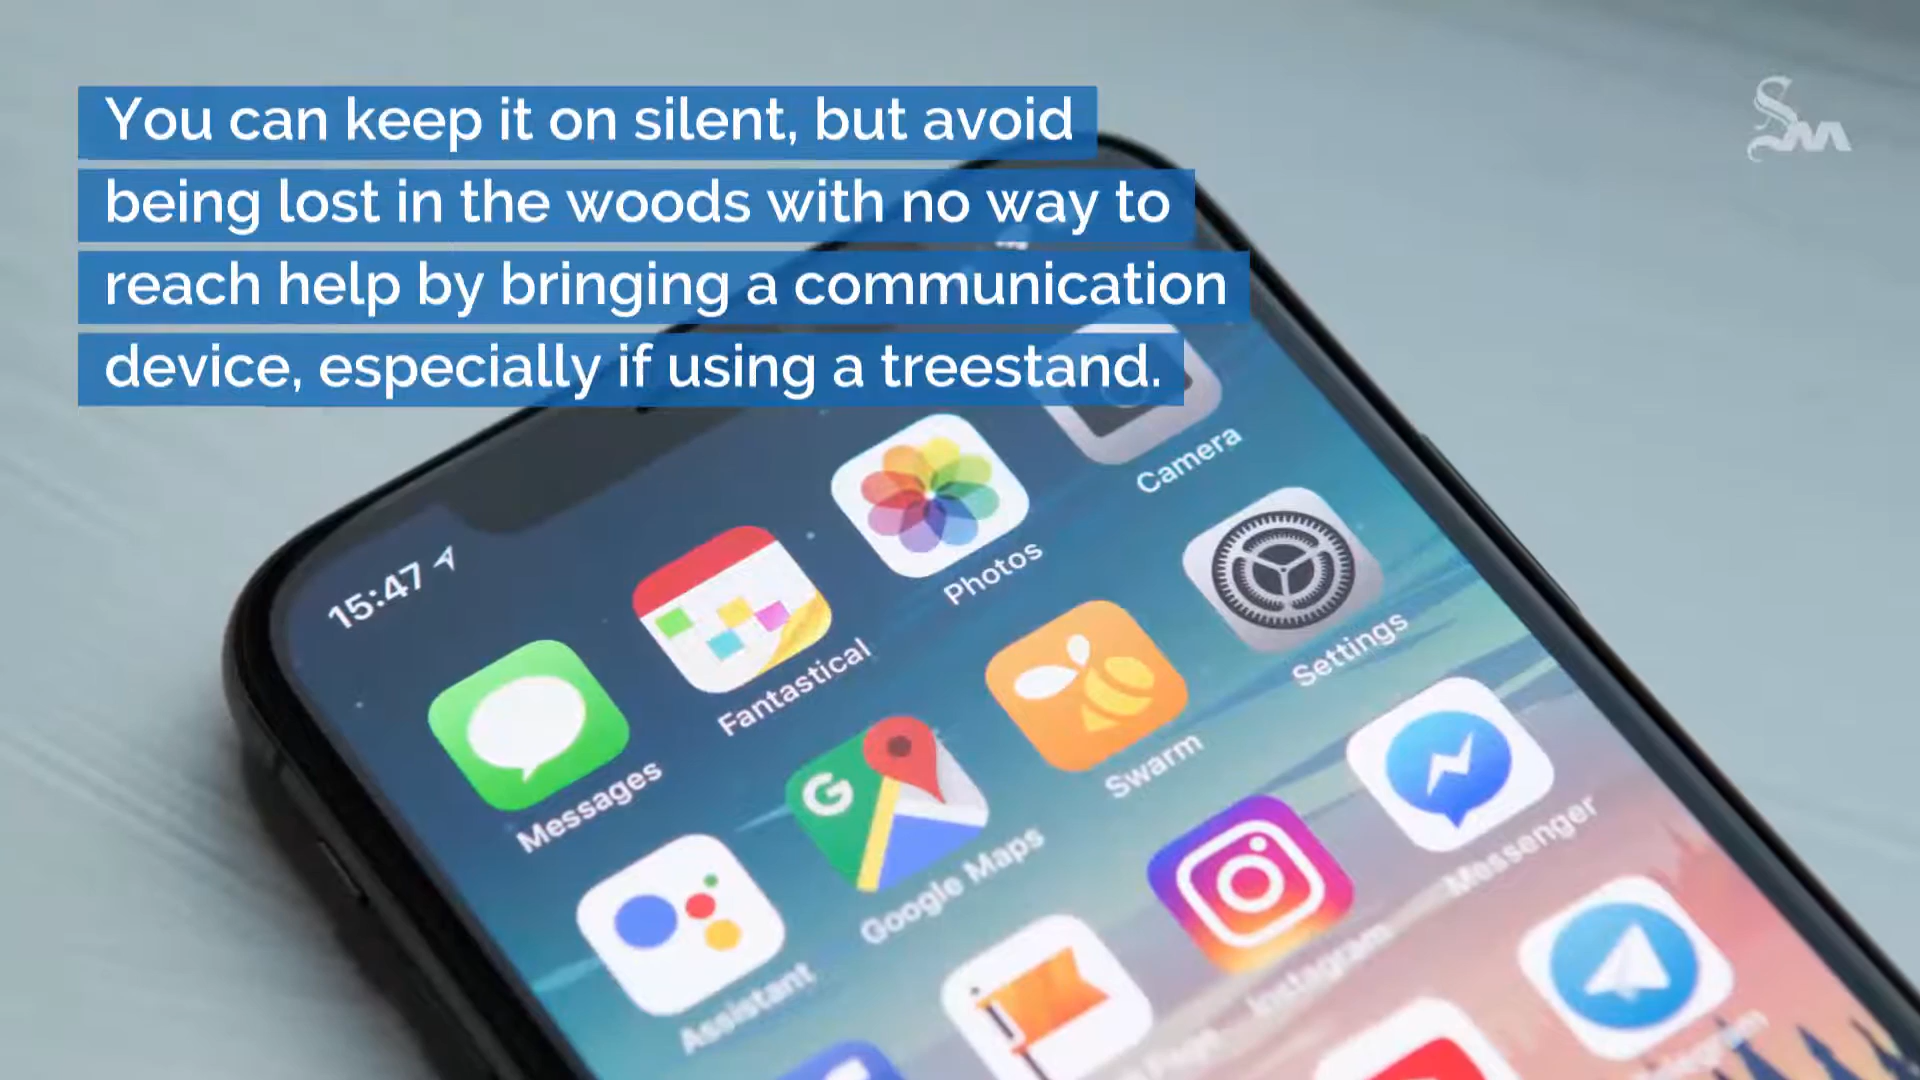 You can keep it on silent, but avoid
being lost in the woods with no way to
reach help by bringing a communication
device, especially if using a treestand.
SM
15:47
Camera
Photos
Fantastical
Settings
Messages
Swarm
Google Maps
Messenger
Assistant
Instagram